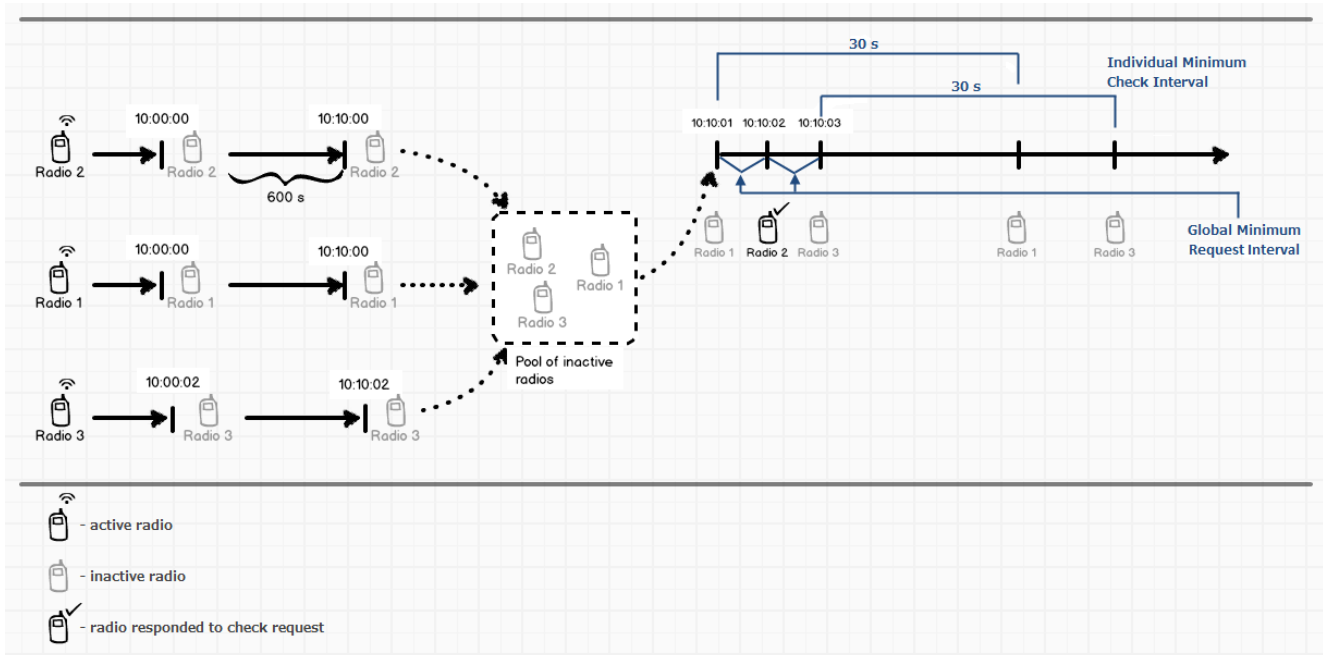 30 s
Individual Minimum
Check Interval
30 s
10:00:00
10:10:00
10:10:01
10:10:02
10:10:03
Radio 2
Radio 2
Radio 2
600 s
Radio 1
Radio 2
Radio 3
Radio 1
Radio 3
Global Minimum
Request Interval
10:00:00
10:10:00
Radio 2
Radio 1
Radio 3
Radio 1
Radio 1
Radio 1
Pool of inactive
radios
10:00:02
10:10:02
Radio 3
Radio 3
Radio 3
- active radio
- inactive radio
- radio responded to check request